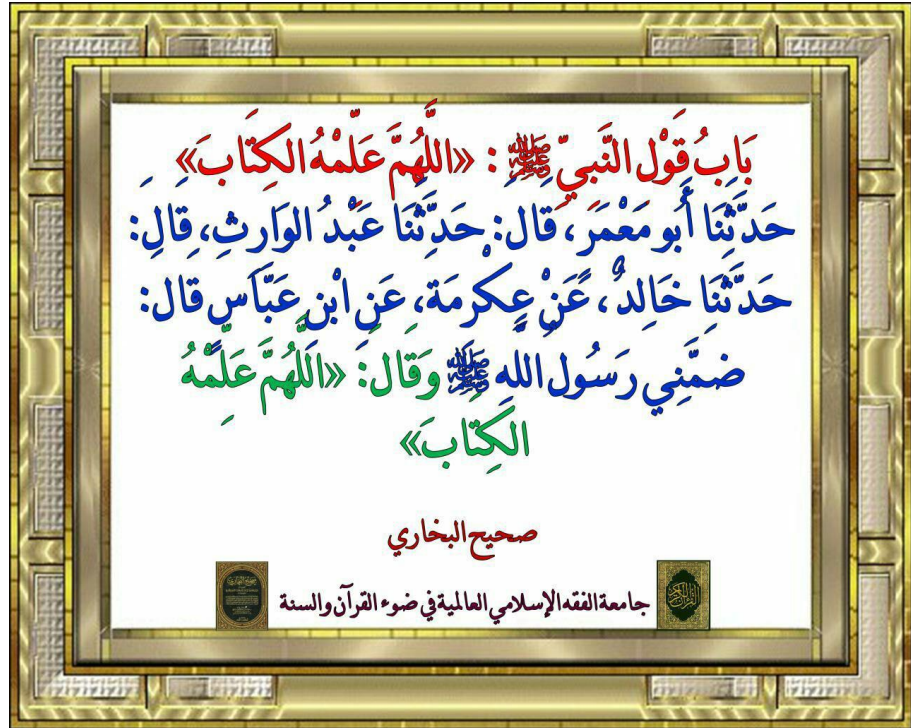 بَابُ قَوْلِ النَّبِيِّ ﷺ: «اللَّهُمَّ عَلِّمْهُ الكِتَابَ»
حَدَّثَنَا أَبُو مَعْمَرٍ، قَالَ: حَدَّثَنَا عَبْدُ الوَارِثِ، قَالَ:
حَدَّثَنَا خَالِدٌ، عَنْ عِكْرِمَةَ، عَنِ ابْنِ عَبَّاسٍ قَالَ:
ضَمَّنِي رَسُولُ اللَّهِ ﷺ وَقَالَ: «اللَّهُمَّ عَلِّمْهُ
الكِتَابَ»
صحيح البخاري
جامعة الفقه الإسلامي العالمية في ضوء القرآن والسنة